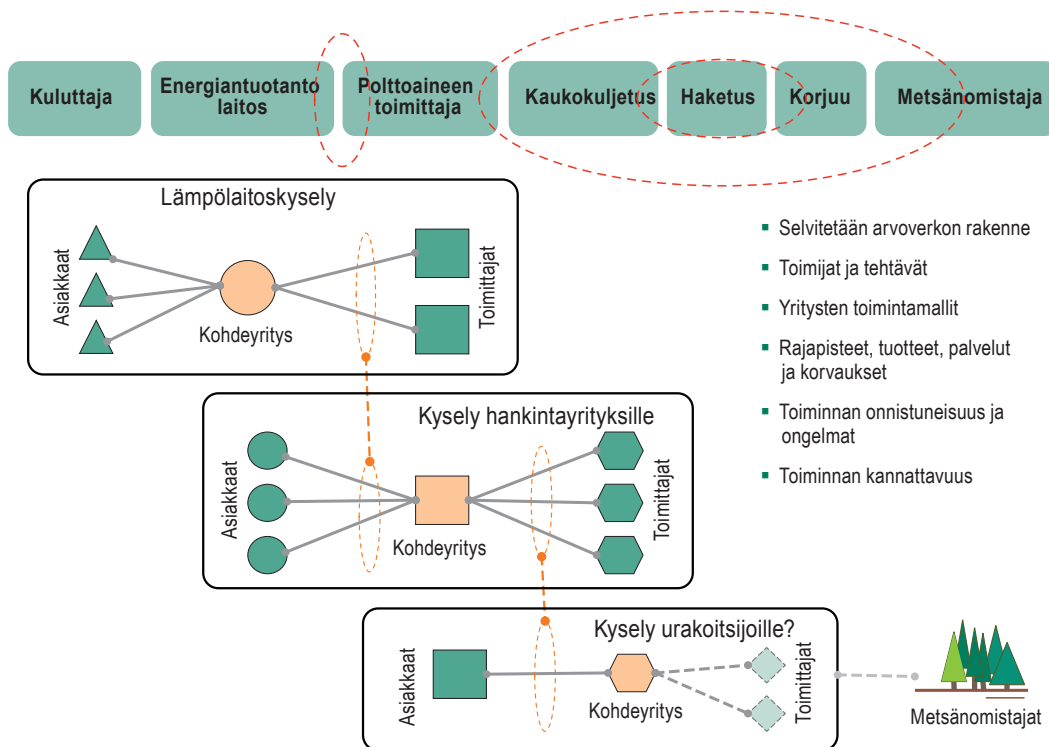 Kuluttaja
Energiantuotanto
laitos
Polttoaineen
toimittaja
Kaukokuljetus
Haketus
Korjuu
Metsänomistaja
Lämpölaitoskysely
Asiakkaat
Kohdeyritys
Toimittajat
Kysely hankintayrityksille
Asiakkaat
Kohdeyritys
Toimittajat
Kysely urakoitsijoille?
Asiakkaat
Kohdeyritys
Toimittajat
Metsänomistajat
▪ Selvitetään arvoverkon rakenne
▪ Toimijat ja tehtävät
▪ Yritysten toimintamallit
▪ Rajapisteet, tuotteet, palvelut
ja korvaukset
▪ Toiminnan onnistuneisuus ja
ongelmat
▪ Toiminnan kannattavuus